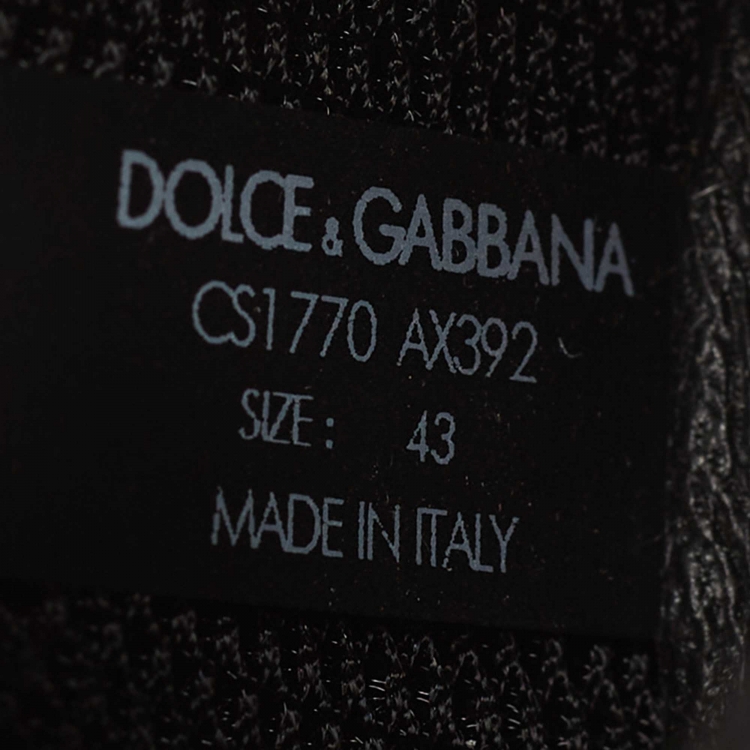 DOLCE & GABBANA
CS1770 AX392
SIZE: 43
MADE IN ITALY